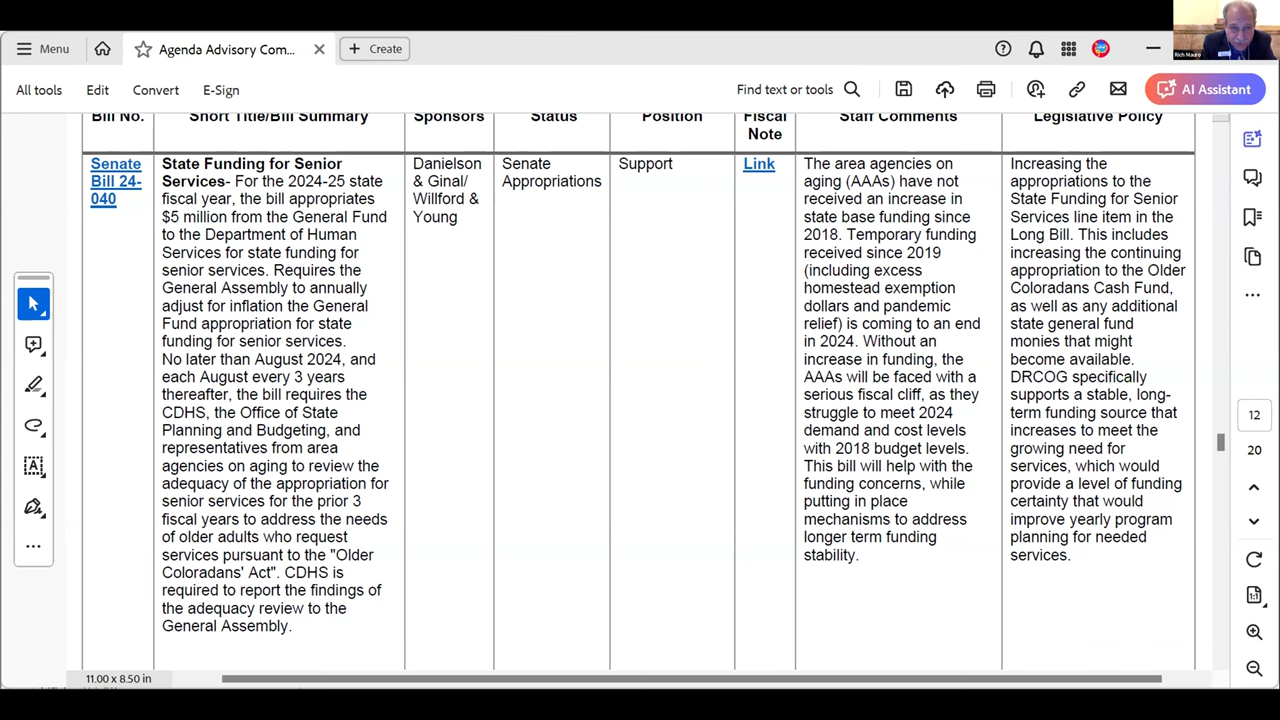 Rich Mauro
Menu
Agenda Advisory Com...
Create
All tools
Edit
Convert
E-Sign
Find text or tools
AI Assistant
Bill No.
Short Title/Bill Summary
Sponsors
Status
Position
Fiscal
Note
Staff Comments
Legislative Policy
Senate
Bill 24-
040
State Funding for Senior
Services- For the 2024-25 state
fiscal year, the bill appropriates
$5 million from the General Fund
to the Department of Human
Services for state funding for
senior services. Requires the
General Assembly to annually
adjust for inflation the General
Fund appropriation for state
funding for senior services.
No later than August 2024, and
each August every 3 years
thereafter, the bill requires the
CDHS, the Office of State
Planning and Budgeting, and
representatives from area
agencies on aging to review the
adequacy of the appropriation for
senior services for the prior 3
fiscal years to address the needs
of older adults who request
services pursuant to the "Older
Coloradans' Act". CDHS is
required to report the findings of
the adequacy review to the
General Assembly.
Danielson
& Ginal/
Willford &
Young
Senate
Appropriations
Support
Link
The area agencies on
aging (AAAs) have not
received an increase in
state base funding since
2018. Temporary funding
received since 2019
(including excess
homestead exemption
dollars and pandemic
relief) is coming to an end
in 2024. Without an
increase in funding, the
AAAs will be faced with a
serious fiscal cliff, as they
struggle to meet 2024
demand and cost levels
with 2018 budget levels.
This bill will help with the
funding concerns, while
putting in place
mechanisms to address
longer term funding
stability.
Increasing the
appropriations to the
State Funding for Senior
Services line item in the
Long Bill. This includes
increasing the continuing
appropriation to the Older
Coloradans Cash Fund,
as well as any additional
state general fund
monies that might
become available.
DRCOG specifically
supports a stable, long-
term funding source that
increases to meet the
growing need for
services, which would
provide a level of funding
certainty that would
improve yearly program
planning for needed
services.
12
20
11.00 x 8.50 in